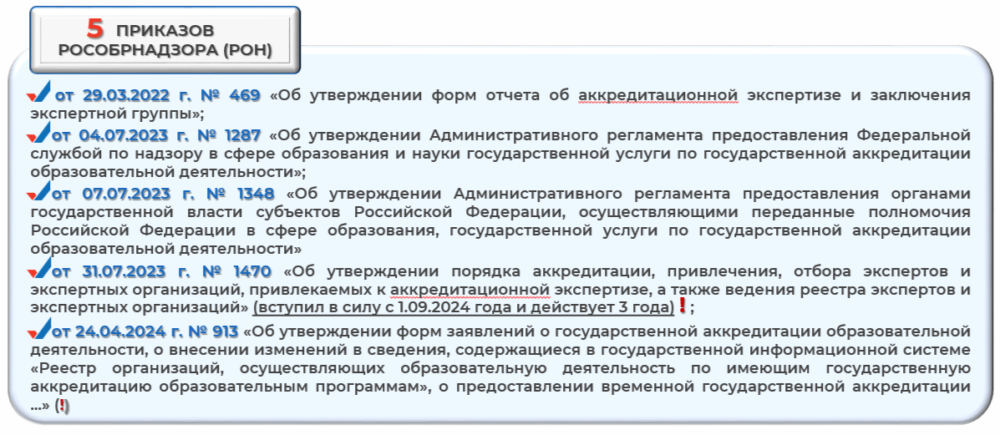 5 ПРИКАЗОВ
РОСОБРНАДЗОРА (РОН)
от 29.03.2022 г. № 469 «Об утверждении форм отчета об аккредитационной экспертизе и заключения
экспертной группы»;
от 04.07.2023 г. № 1287 «Об утверждении Административного регламента предоставления Федеральной
службой по надзору в сфере образования и науки государственной услуги по государственной аккредитации
образовательной деятельности»;
от 07.07.2023 г. № 1348 «Об утверждении Административного регламента предоставления органами
государственной власти субъектов Российской Федерации, осуществляющими переданные полномочия
Российской Федерации в сфере образования, государственной услуги по государственной аккредитации
образовательной деятельности»
от 31.07.2023 г. № 1470 «Об утверждении порядка аккредитации, привлечения, отбора экспертов и
экспертных организаций, привлекаемых к аккредитационной экспертизе, а также ведения реестра экспертов и
экспертных организаций» (вступил в силу с 1.09.2024 года и действует 3 года) ! ;
от 24.04.2024 г. № 913 «Об утверждении форм заявлений о государственной аккредитации образовательной
деятельности, о внесении изменений в сведения, содержащиеся в государственной информационной системе
«Реестр организаций, осуществляющих образовательную деятельность по имеющим государственную
аккредитацию образовательным программам», о предоставлении временной государственной аккредитации
...» (!)